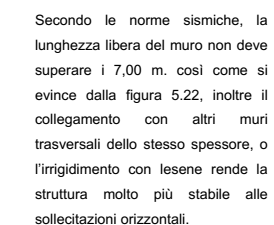 Secondo le norme sismiche, la
lunghezza libera del muro non deve
superare i 7,00 m. così come si
evince dalla figura 5.22, inoltre il
collegamento con altri muri
trasversali dello stesso spessore, o
l'irrigidimento con lesene rende la
struttura molto più stabile alle
sollecitazioni orizzontali.